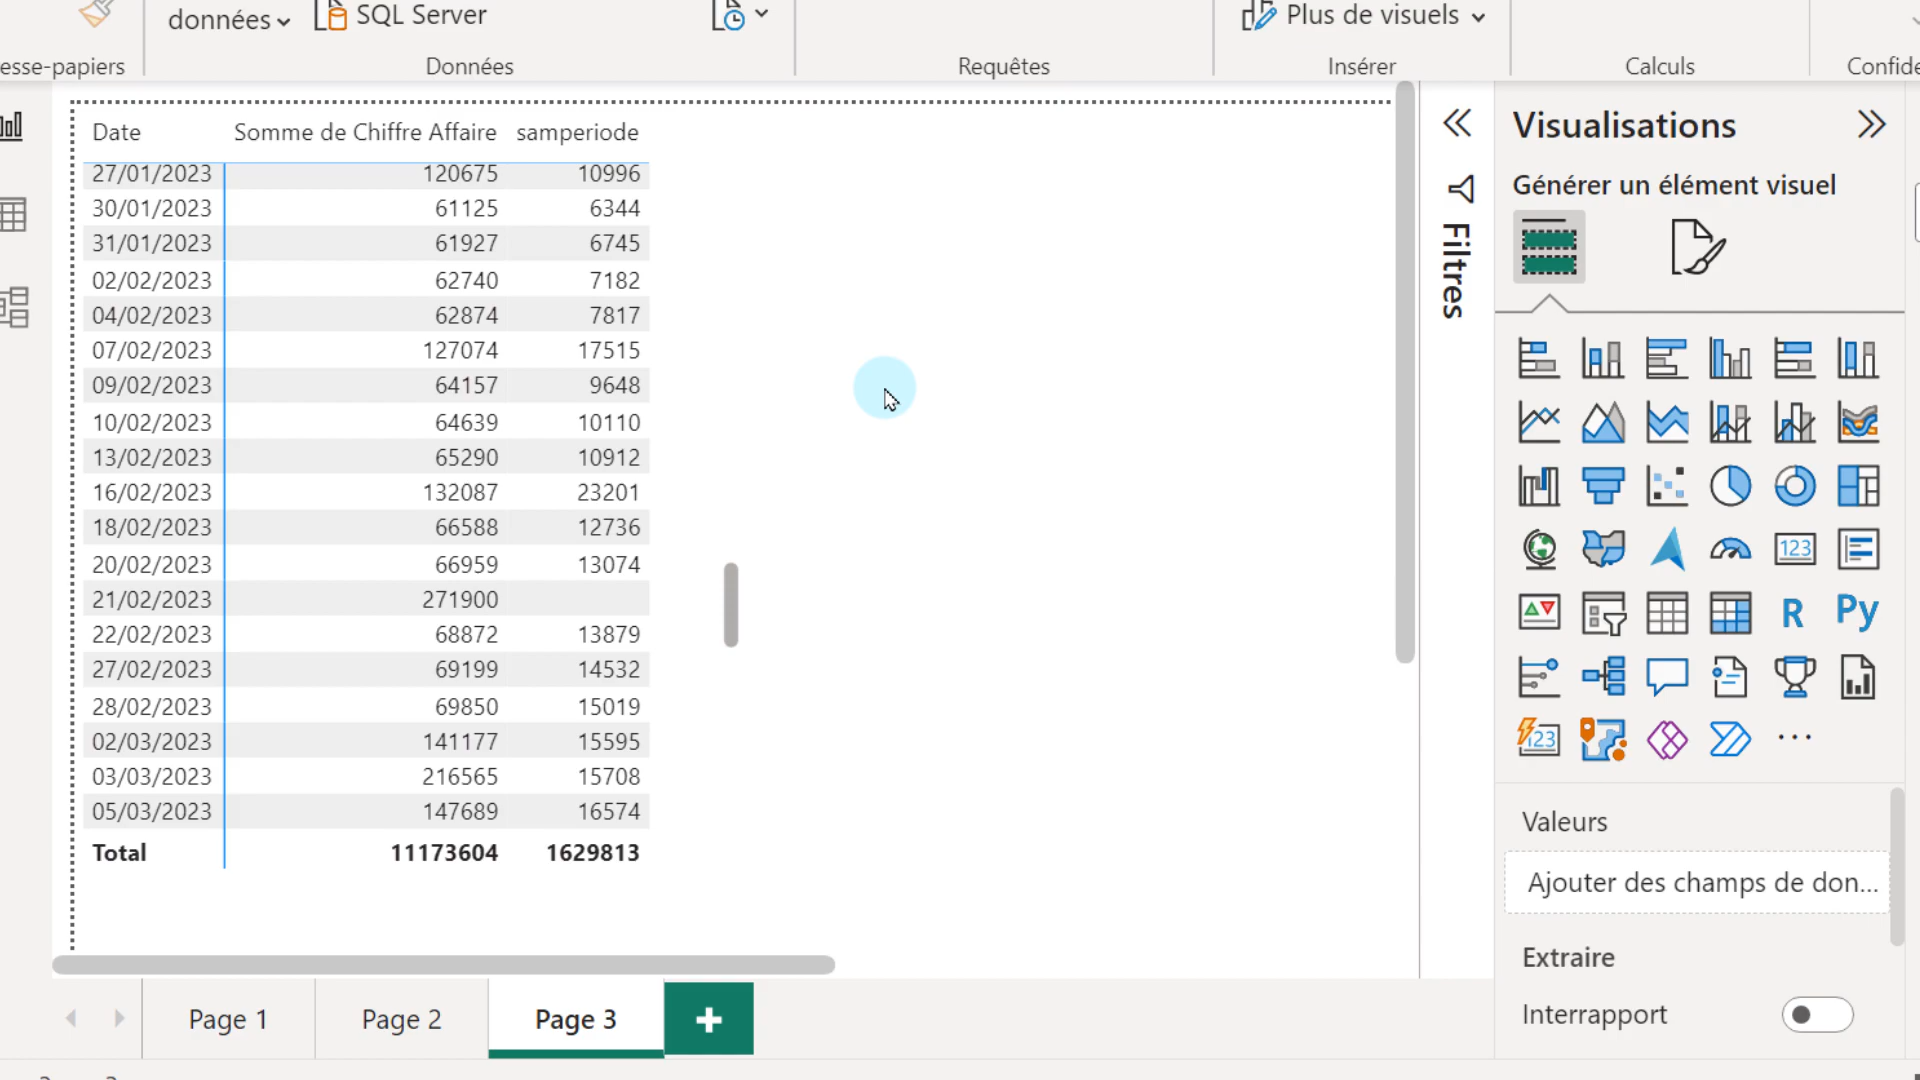 données
SQL Server
Plus de visuels
esse-papiers
Données
Requêtes
Insérer
Calculs
Confide
Date Somme de Chiffre Affaire samperiode
27/01/2023 120675 10996
30/01/2023 61125 6344
31/01/2023 61927 6745
02/02/2023 62740 7182
04/02/2023 62874 7817
07/02/2023 127074 17515
09/02/2023 64157 9648
10/02/2023 64639 10110
13/02/2023 65290 10912
16/02/2023 132087 23201
18/02/2023 66588 12736
20/02/2023 66959 13074
21/02/2023 271900
22/02/2023 68872 13879
27/02/2023 69199 14532
28/02/2023 69850 15019
02/03/2023 141177 15595
03/03/2023 216565 15708
05/03/2023 147689 16574
Total 11173604 1629813
Filtres
Visualisations
Générer un élément visuel
123
R
Py
123
Valeurs
Ajouter des champs de don...
Extraire
Interrapport
Page 1
Page 2
Page 3